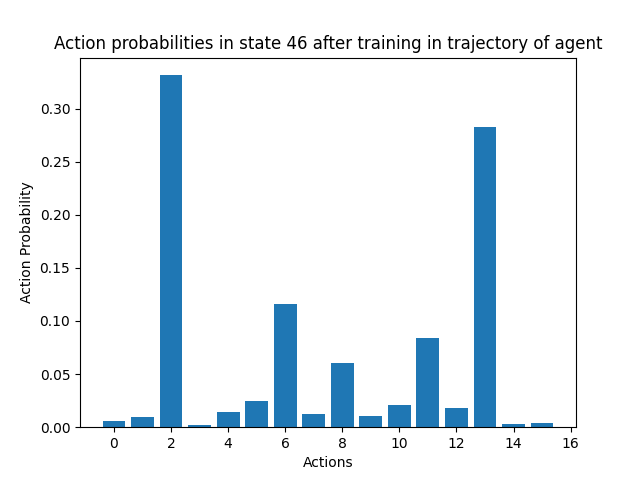 Action probabilities in state 46 after training in trajectory of agent
Action Probability
0.30
0.25
0.20
0.15
0.10
0.05
0.00
0 2 4 6 8 10 12 14 16
Actions